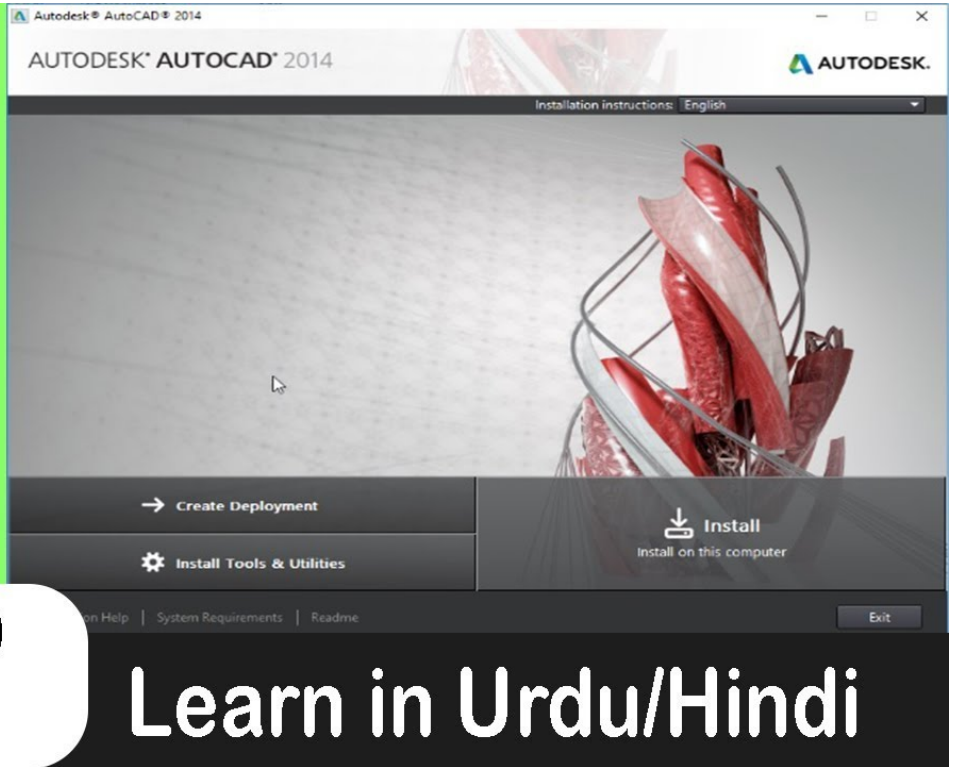 Autodesk® AutoCAD® 2014
AUTODESK® AUTOCAD® 2014
AUTODESK.
Installation instructions: English
Create Deployment
Install Tools & Utilities
Install
Install on this computer
on Help | System Requirements | Readme
Exit
Learn in Urdu/Hindi